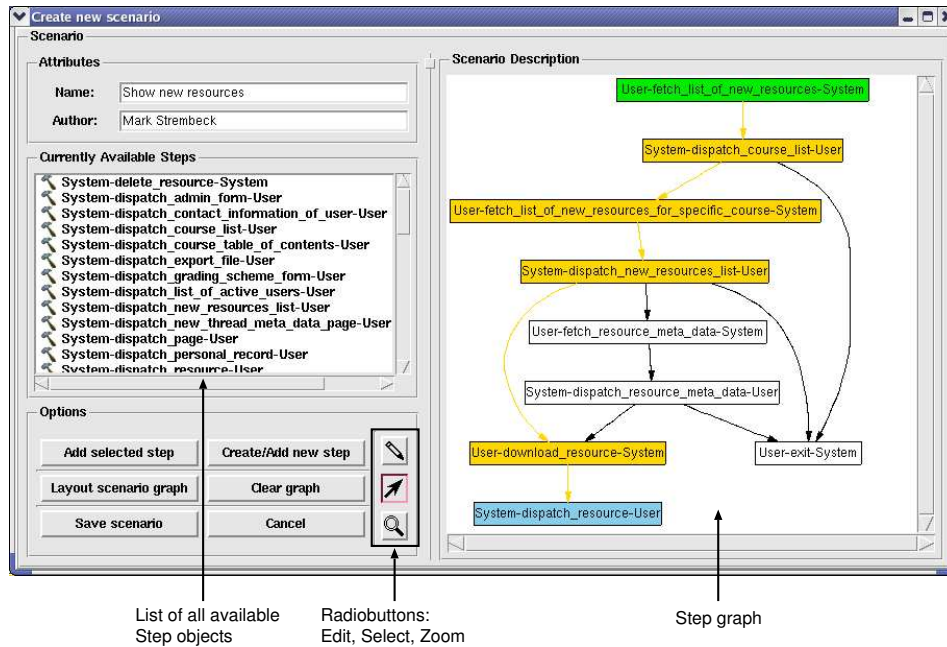 Create new scenario
Scenario
Attributes
Name: Show new resources
Author: Mark Strembeck
Currently Available Steps
System-delete_resource-System
System-dispatch_admin_form-User
System-dispatch_contact_information_of_user-User
System-dispatch_course_list-User
System-dispatch_course_table_of_contents-User
System-dispatch_export_file-User
System-dispatch_grading_scheme_form-User
System-dispatch_list_of_active_users-User
System-dispatch_new_resources_list-User
System-dispatch_new_thread_meta_data_page-User
System-dispatch_page-User
System-dispatch_personal_record-User
System-dispatch_resource-User
Options
Add selected step
Create/Add new step
Layout scenario graph
Clear graph
Save scenario
Cancel
Scenario Description
User-fetch_list_of_new_resources-System
System-dispatch_course_list-User
User-fetch_list_of_new_resources_for_specific_course-System
System-dispatch_new_resources_list-User
User-fetch_resource_meta_data-System
System-dispatch_resource_meta_data-User
User-download_resource-System
User-exit-System
System-dispatch_resource-User
List of all available
Step objects
Radiobuttons:
Edit, Select, Zoom
Step graph